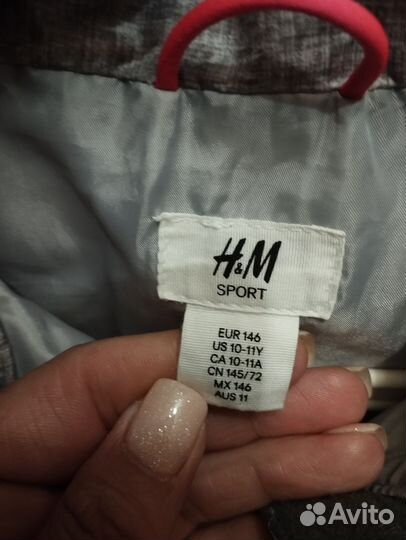 H&M
SPORT
EUR 146
US 10-11Y
CA 10-11A
CN 145/72
MX 146
AUS 11
Avito